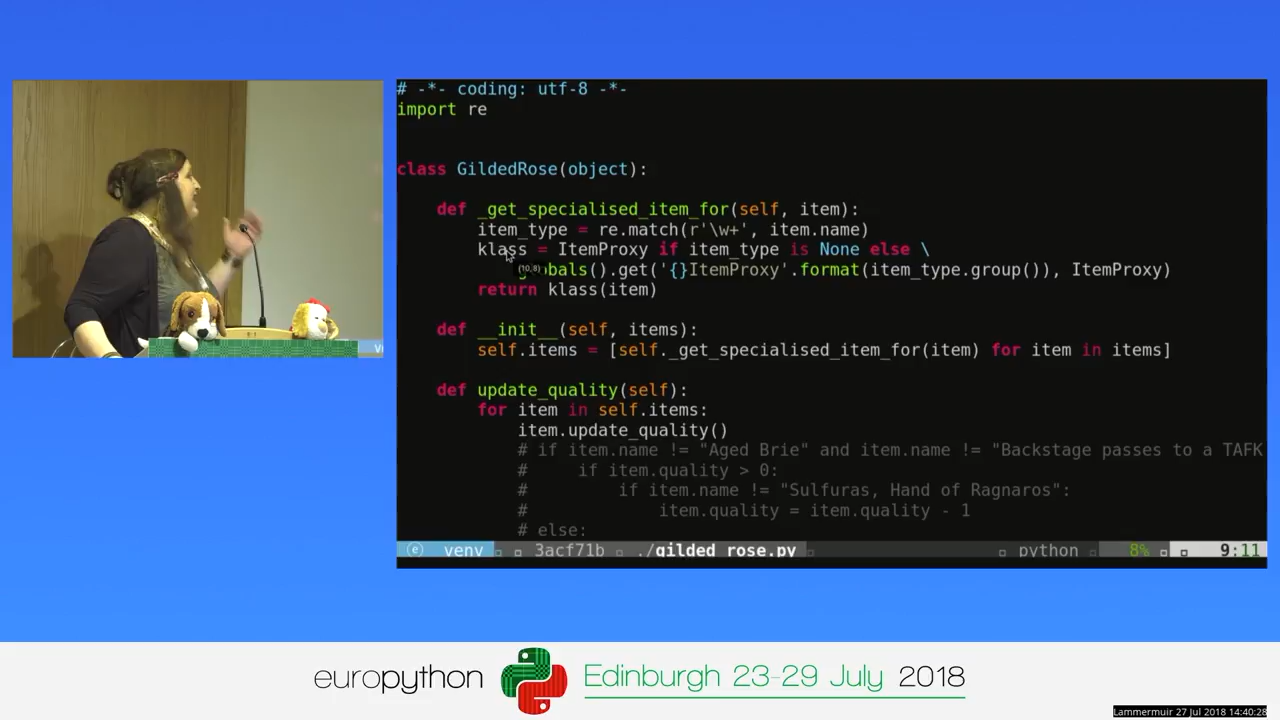 # -*- coding: utf-8 -*-
import re
class GildedRose(object):
def _get_specialised_item_for(self, item):
item_type = re.match(r'\w+', item.name)
klass = ItemProxy if item_type is None else \
globals().get('{}ItemProxy'.format(item_type.group()), ItemProxy)
(10,8)
return klass(item)
def __init__(self, items):
self.items = [self._get_specialised_item_for(item) for item in items]
def update_quality(self):
for item in self.items:
item.update_quality()
# if item.name != "Aged Brie" and item.name != "Backstage passes to a TAFK
#     if item.quality > 0:
#         if item.name != "Sulfuras, Hand of Ragnaros":
#             item.quality = item.quality - 1
# else:
venv 3acf71b ./gilded_rose.py python 8% 9:11
europython Edinburgh 23-29 July 2018
Lammermuir 27 Jul 2018 14:40:28